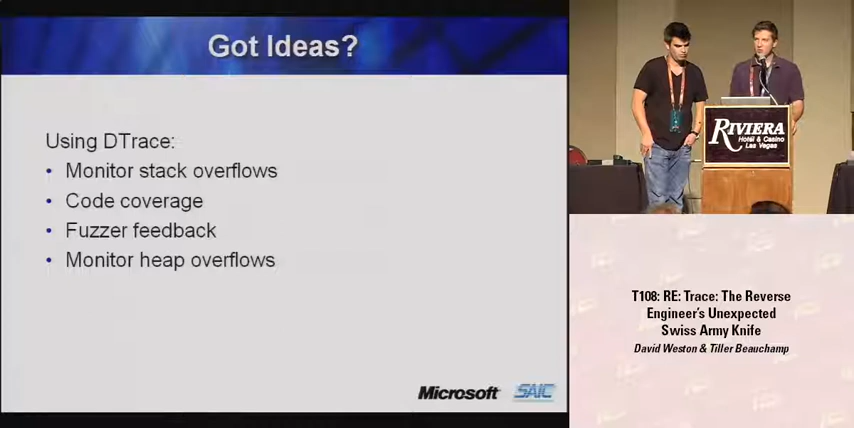 Got Ideas?
Using DTrace:
• Monitor stack overflows
• Code coverage
• Fuzzer feedback
• Monitor heap overflows
Microsoft SAIC
RIVIERA
Hotel & Casino
Las Vegas
T108: RE: Trace: The Reverse
Engineer's Unexpected
Swiss Army Knife
David Weston & Tiller Beauchamp